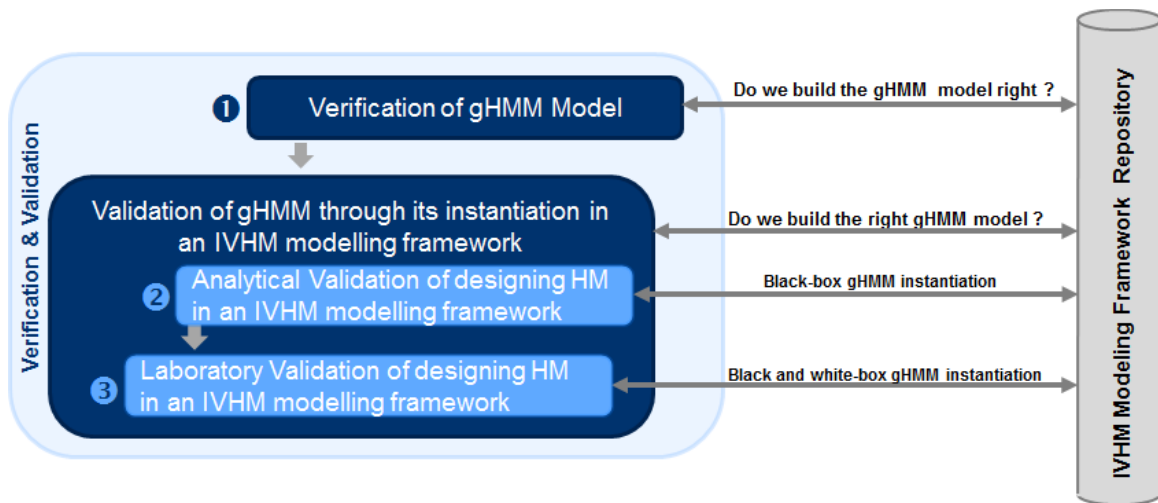 Verification & Validation
❶
Verification of gHMM Model
Do we build the gHMM model right ?
Validation of gHMM through its instantiation in
an IVHM modelling framework
Do we build the right gHMM model ?
❷
Analytical Validation of designing HM
in an IVHM modelling framework
Black-box gHMM instantiation
❸
Laboratory Validation of designing HM
in an IVHM modelling framework
Black and white-box gHMM instantiation
IVHM Modeling Framework Repository